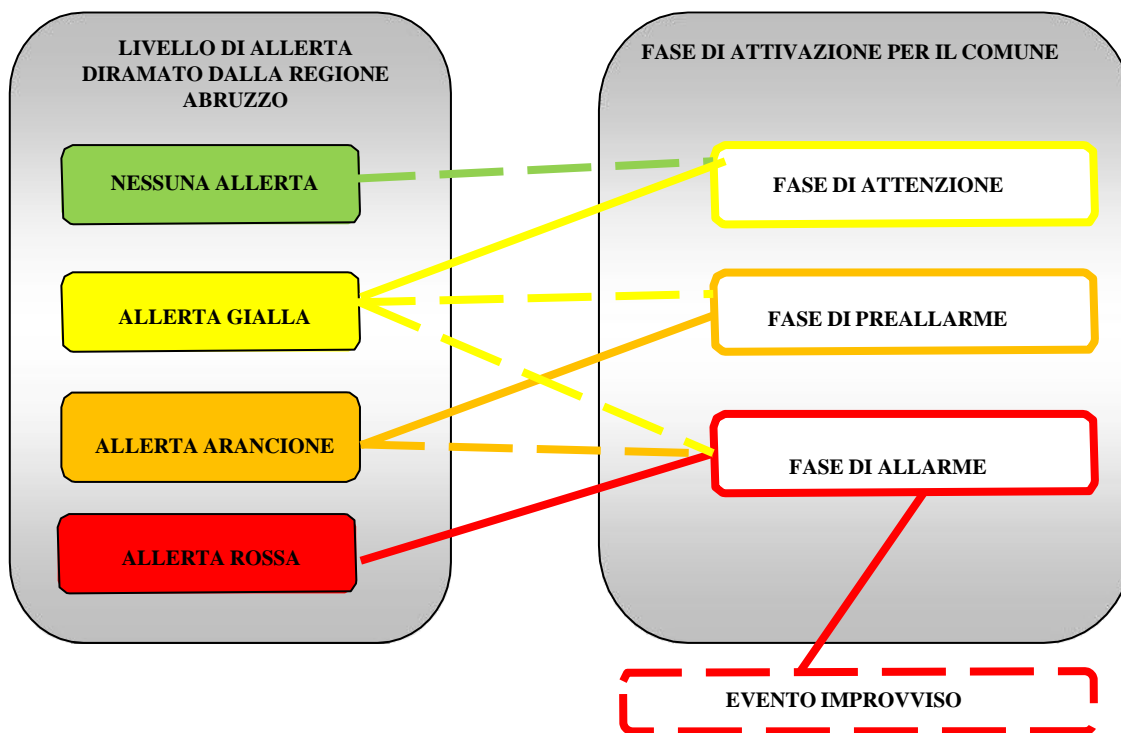 LIVELLO DI ALLERTA
DIRAMATO DALLA REGIONE
ABRUZZO
NESSUNA ALLERTA
ALLERTA GIALLA
ALLERTA ARANCIONE
ALLERTA ROSSA
FASE DI ATTIVAZIONE PER IL COMUNE
FASE DI ATTENZIONE
FASE DI PREALLARME
FASE DI ALLARME
EVENTO IMPROVVISO